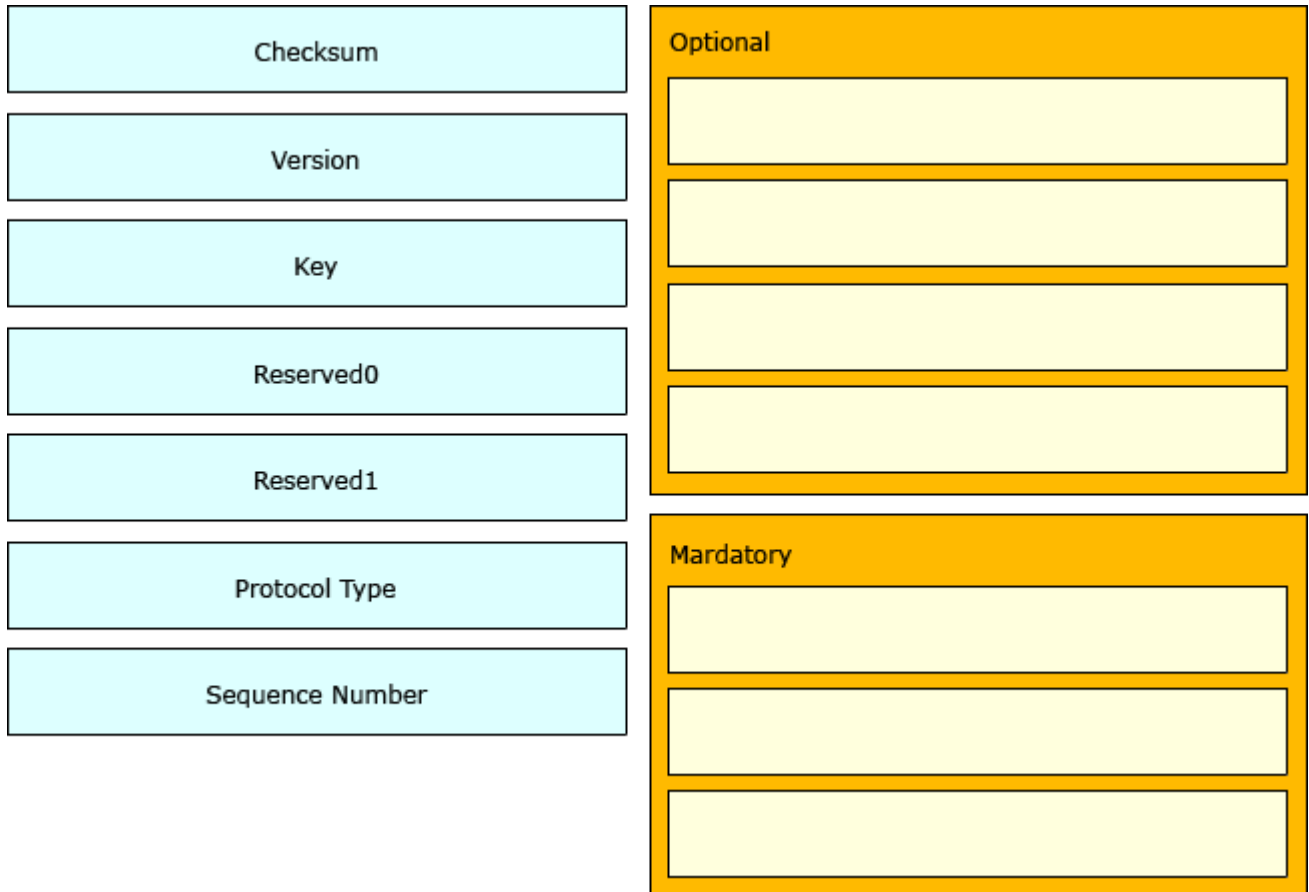 Checksum
Version
Key
Reserved0
Reserved1
Protocol Type
Sequence Number
Optional
Mardatory